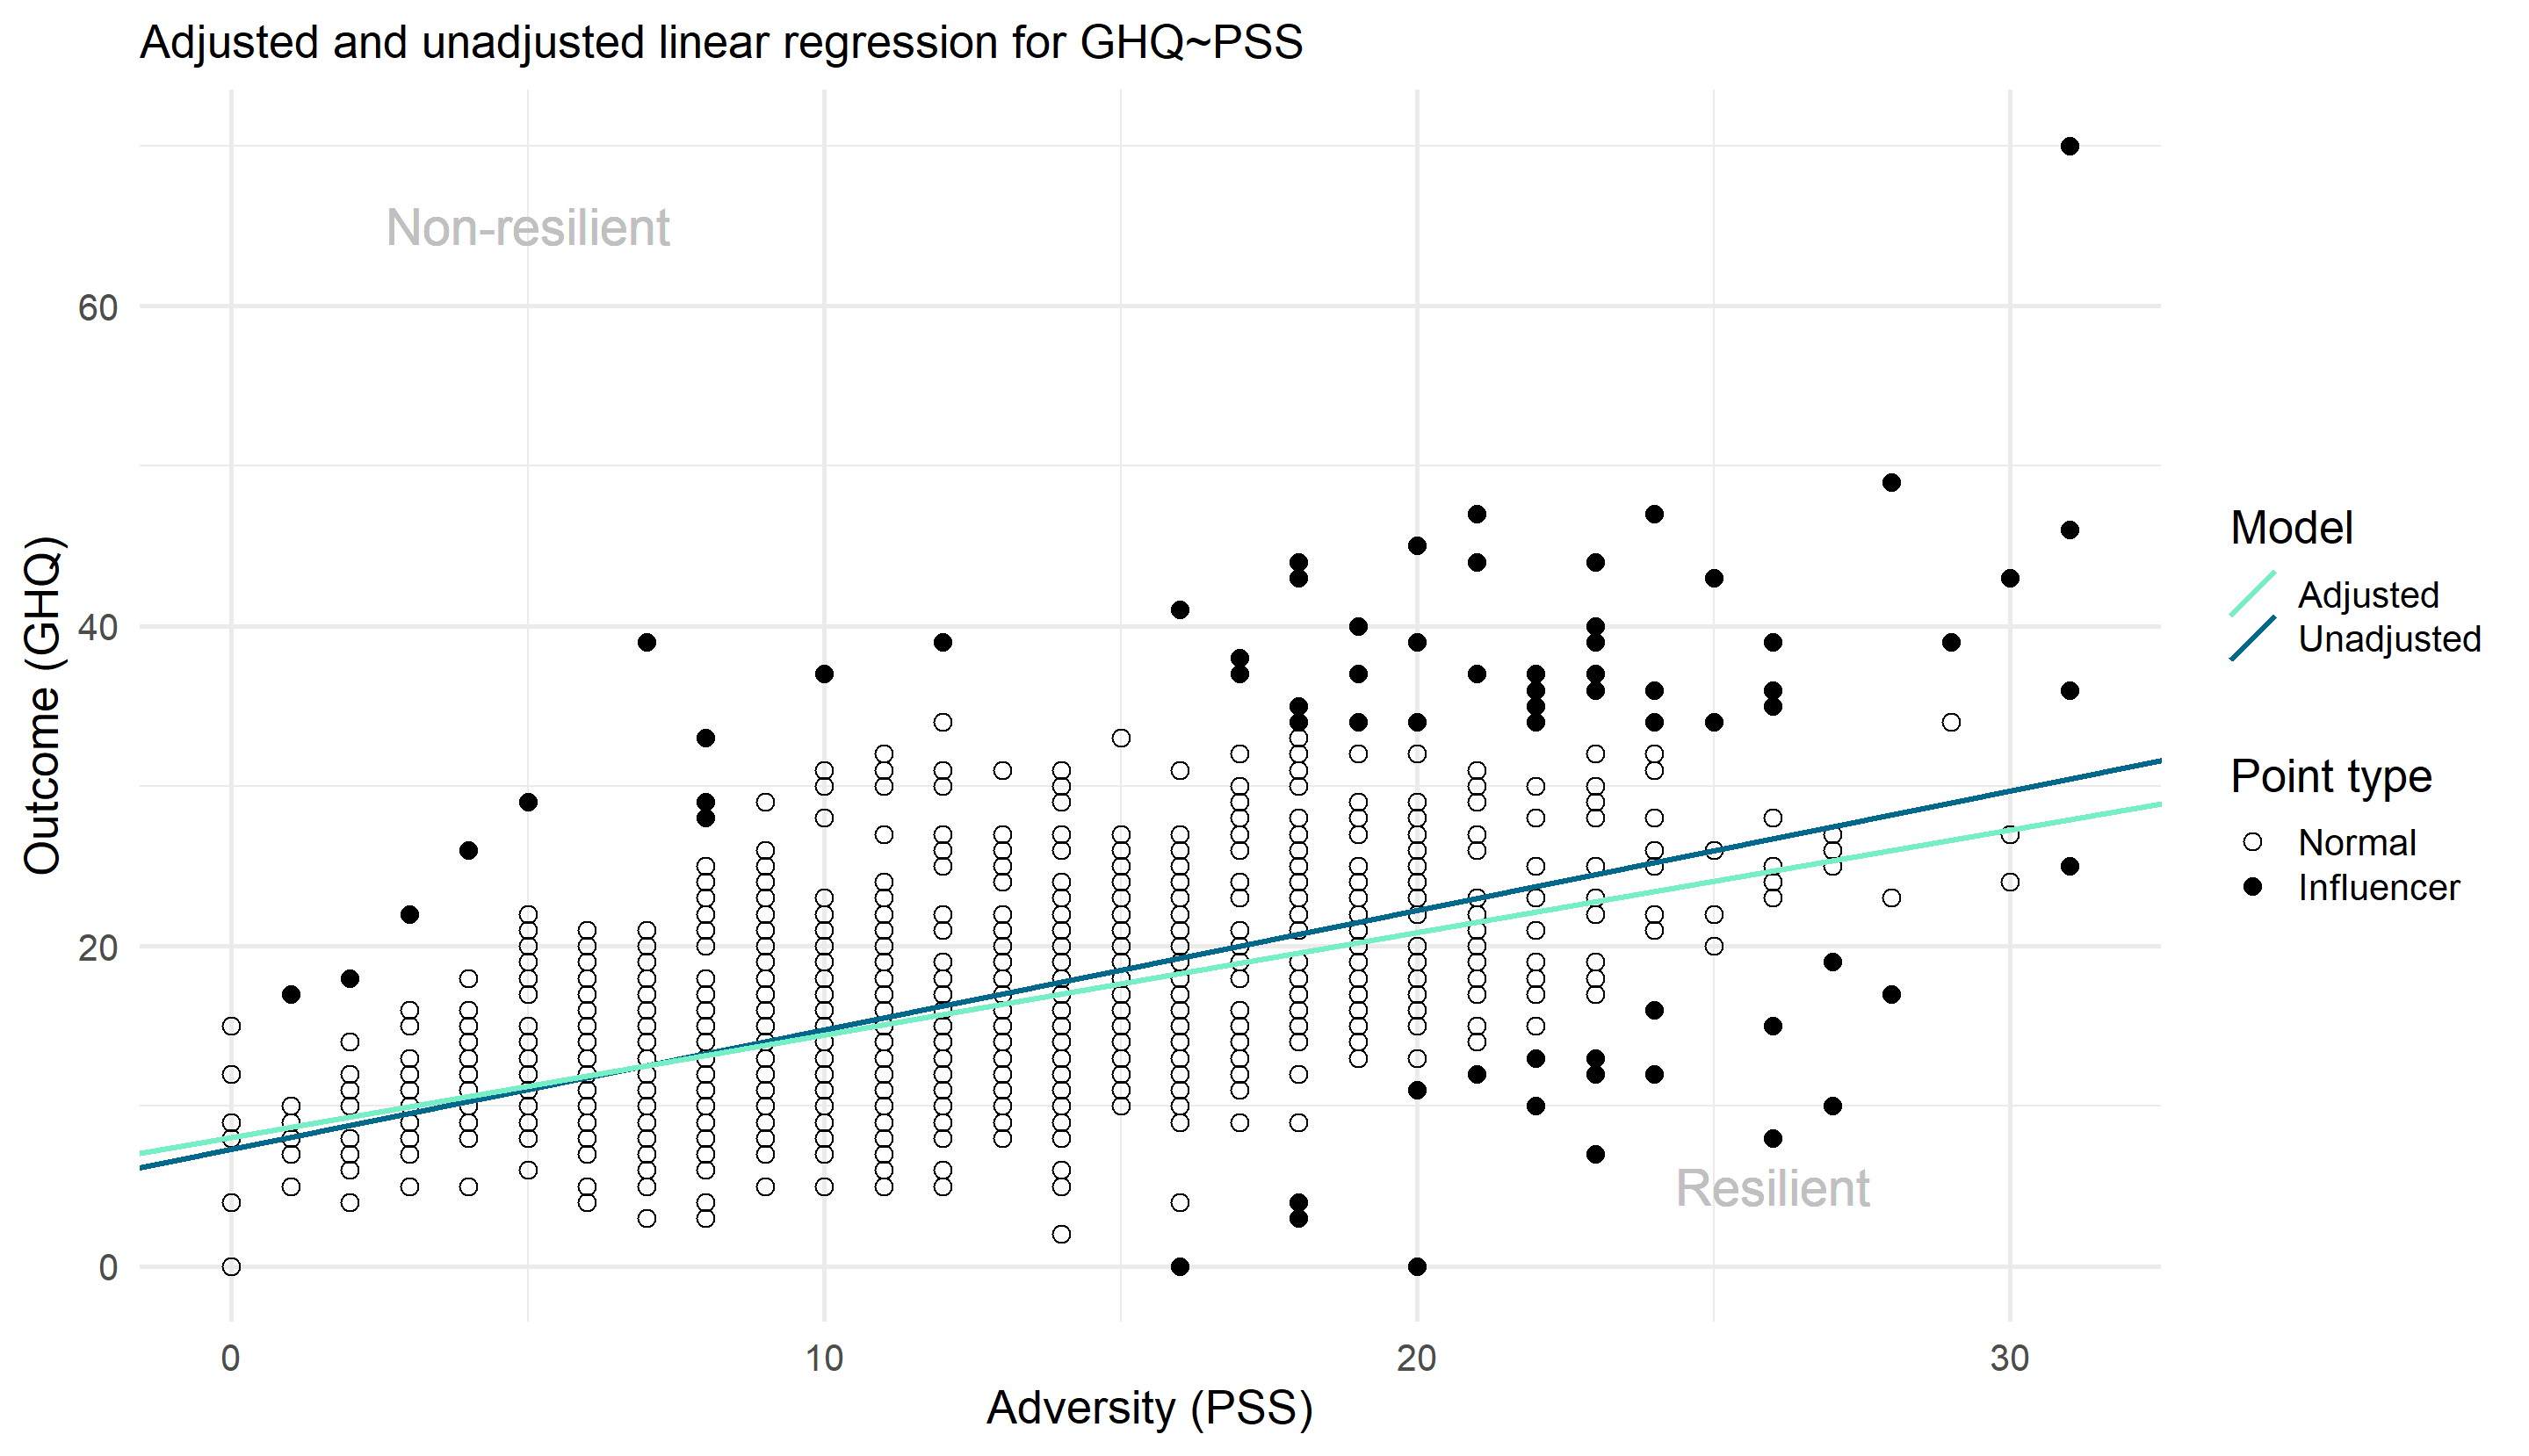 Adjusted and unadjusted linear regression for GHQ~PSS
Non-resilient
Resilient
Outcome (GHQ)
60
40
20
0
0 10 20 30
Adversity (PSS)
Model
Adjusted
Unadjusted
Point type
Normal
Influencer